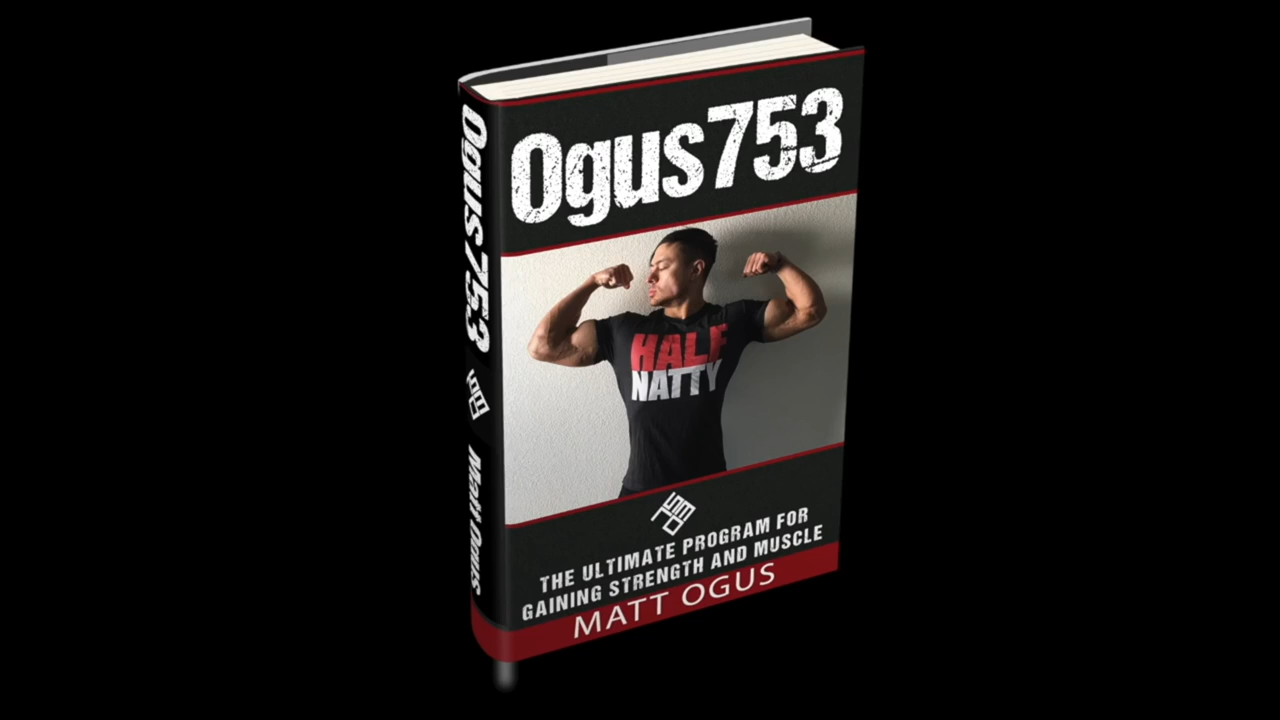 Ogus753
HALF
NATTY
THE ULTIMATE PROGRAM FOR
GAINING STRENGTH AND MUSCLE
MATT OGUS
Ogus753
Matt Ogus